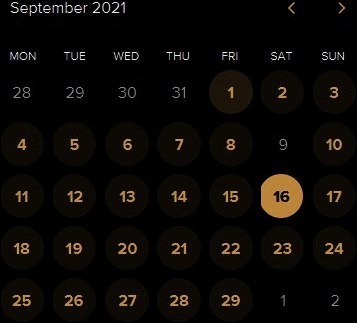 September 2021
MON TUE WED THU FRI SAT SUN
28 29 30 31 1 2 3
4 5 6 7 8 9 10
11 12 13 14 15 16 17
18 19 20 21 22 23 24
25 26 27 28 29 1 2